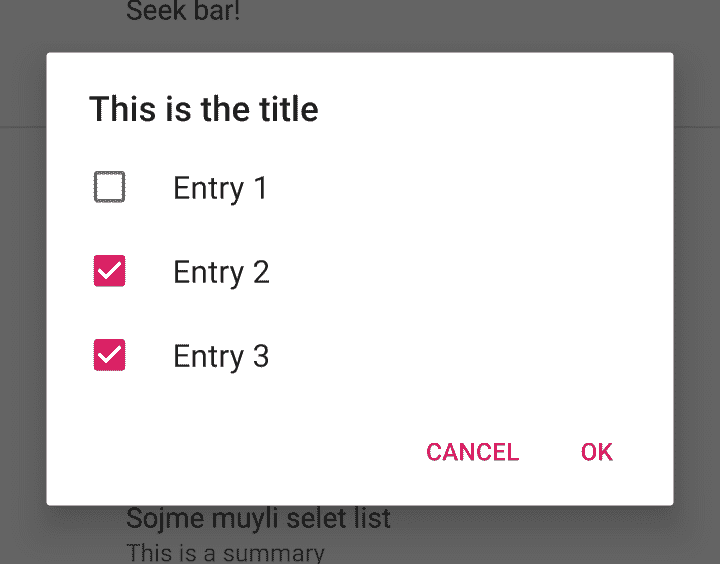 Seek bar!
This is the title
Entry 1
Entry 2
Entry 3
CANCEL OK
Sojme muyli selet list
This is a summary